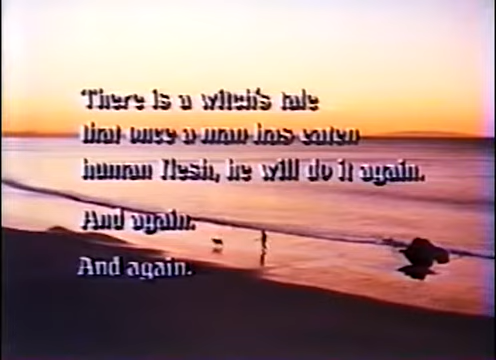 There is a witch's tale
that once a man has eaten
human flesh, he will do it again.
And again.
And again.